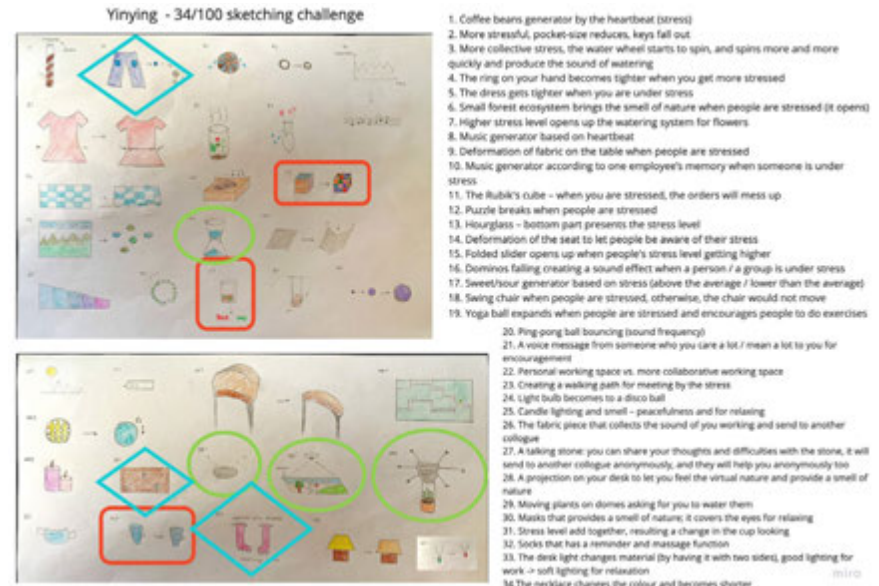 Yinying - 34/100 sketching challenge
1. Coffee beans generator by the heartbeat (stress)
2. More stressful, pocket-size reduces, keys fall out
3. More collective stress, the water wheel starts to spin, and spins more and more
quickly and produce the sound of watering
4. The ring on your hand becomes tighter when you get more stressed
5. The dress gets tighter when you are under stress
6. Small forest ecosystem brings the smell of nature when people are stressed (it opens)
7. Higher stress level opens up the watering system for flowers
8. Music generator based on heartbeat
9. Deformation of fabric on the table when people are stressed
10. Music generator according to one employee's memory when someone is under
stress
11. The Rubik's cube – when you are stressed, the orders will mess up
12. Puzzle breaks when people are stressed
13. Hourglass – bottom part presents the stress level
14. Deformation of the seat to let people be aware of their stress
15. Folded slider opens up when people's stress level getting higher
16. Dominos falling creating a sound effect when a person / a group is under stress
17. Sweet/sour generator based on stress (above the average / lower than the average)
18. Swing chair when people are stressed, otherwise, the chair would not move
19. Yoga ball expands when people are stressed and encourages people to do exercises
20. Ping-pong ball bouncing (sound frequency)
21. A voice message from someone who you care a lot / mean a lot to you for
encouragement
22. Personal working space vs. more collaborative working space
23. Creating a walking path for meeting by the stress
24. Light bulb becomes to a disco ball
25. Candle lighting and smell – peacefulness and for relaxing
26. The fabric piece that collects the sound of you working and send to another
collogue
27. A talking stone: you can share your thoughts and difficulties with the stone, it will
send to another collogue anonymously, and they will help you anonymously too
28. A projection on your desk to let you feel the virtual nature and provide a smell of
nature
29. Moving plants on domes asking for you to water them
30. Masks that provides a smell of nature; it covers the eyes for relaxing
31. Stress level add together, resulting a change in the cup looking
32. Socks that has a reminder and massage function
33. The desk light changes material (by having it with two sides), good lighting for
work -> soft lighting for relaxation
34.The necklace changes the colour and becomes shorter
miro